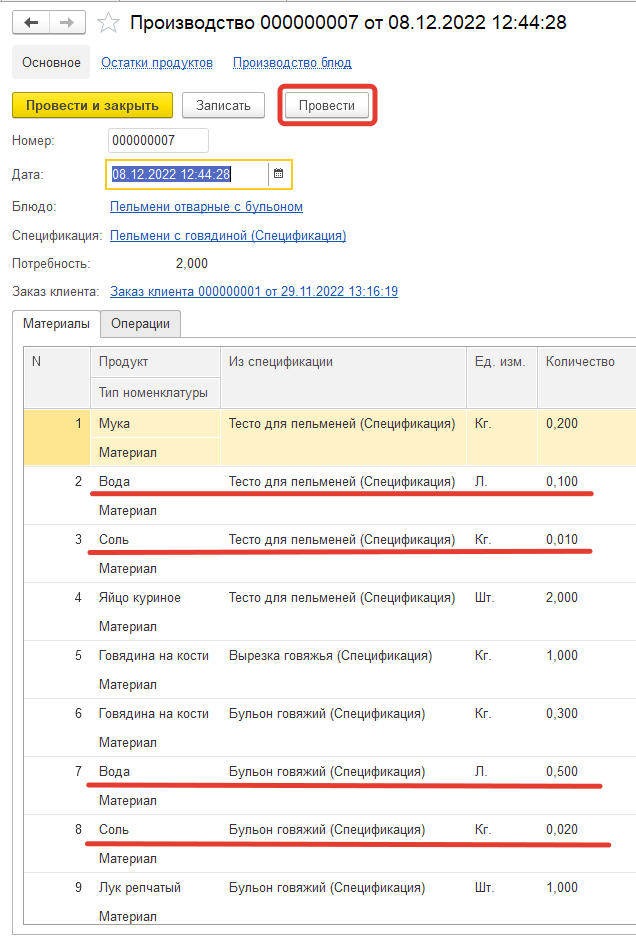 Производство 000000007 от 08.12.2022 12:44:28
Основное Остатки продуктов Производство блюд
Провести и закрыть Записать Провести
Номер: 000000007
Дата: 08.12.2022 12:44:28
Блюдо: Пельмени отварные с бульоном
Спецификация: Пельмени с говядиной (Спецификация)
Потребность: 2,000
Заказ клиента: Заказ клиента 000000001 от 29.11.2022 13:16:19
Материалы Операции
N Продукт Из спецификации Ед. изм. Количество
Тип номенклатуры
1 Мука Тесто для пельменей (Спецификация) Кг. 0,200
Материал
2 Вода Тесто для пельменей (Спецификация) Л. 0,100
Материал
3 Соль Тесто для пельменей (Спецификация) Кг. 0,010
Материал
4 Яйцо куриное Тесто для пельменей (Спецификация) Шт. 2,000
Материал
5 Говядина на кости Вырезка говяжья (Спецификация) Кг. 1,000
Материал
6 Говядина на кости Бульон говяжий (Спецификация) Кг. 0,300
Материал
7 Вода Бульон говяжий (Спецификация) Л. 0,500
Материал
8 Соль Бульон говяжий (Спецификация) Кг. 0,020
Материал
9 Лук репчатый Бульон говяжий (Спецификация) Шт. 1,000
Материал